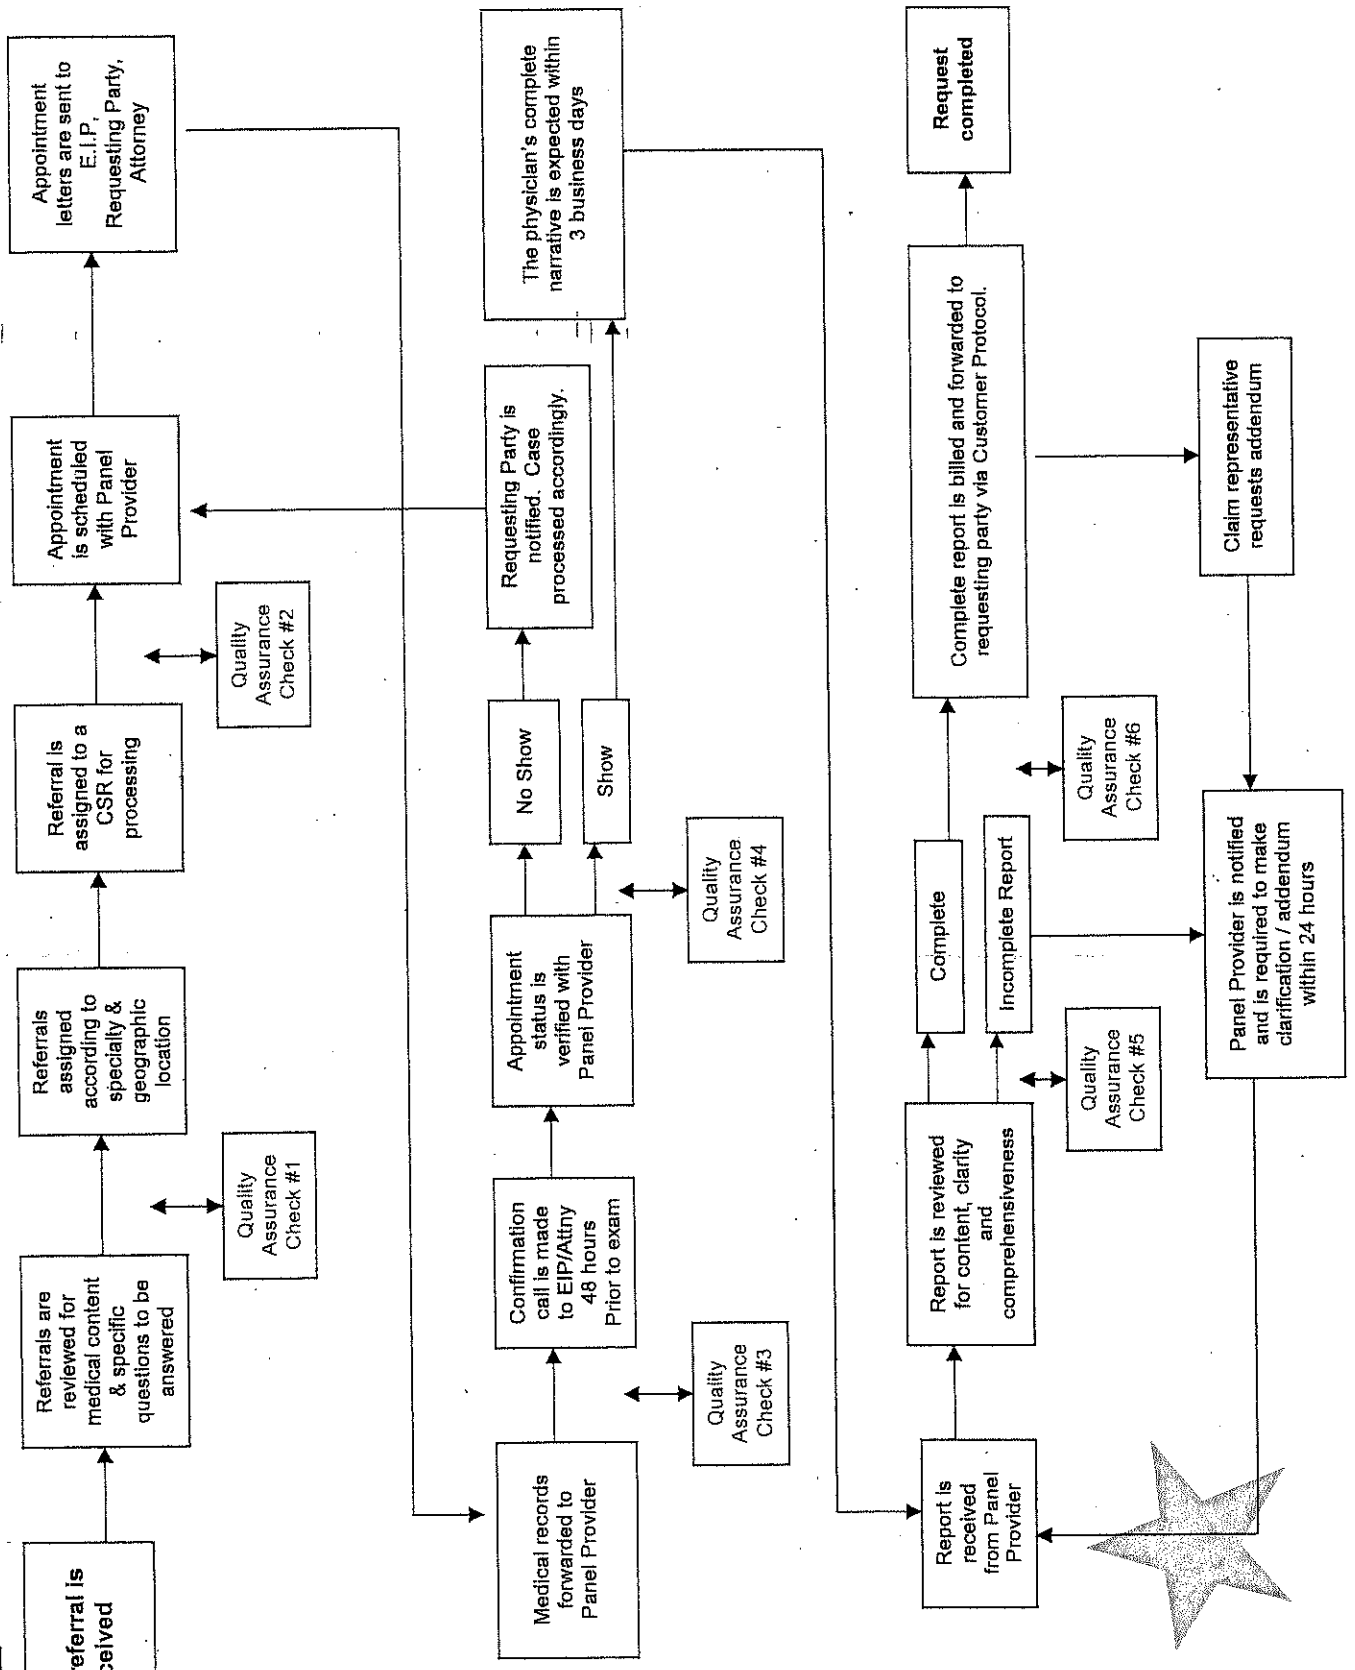 referral is
ceived
Referrals are
reviewed for
medical content
& specific
questions to be
answered
Quality
Assurance
Check #1
Referrals
assigned
according to
specialty &
geographic
location
Referral is
assigned to a
CSR for
processing
Quality
Assurance
Check #2
Appointment
is scheduled
with Panel
Provider
Appointment
letters are sent to
E.I.P,
Requesting Party,
Attorney
Medical records
forwarded to
Panel Provider
Quality
Assurance
Check #3
Confirmation
call is made
to EIP/Attny
48 hours
Prior to exam
Appointment
status is
verified with
Panel Provider
Quality
Assurance.
Check #4
No Show
Show
Requesting Party is
notified. Case
processed accordingly.
The physician's complete
narrative is expected within
3 business days
Report is
received
from Panel
Provider
Report is reviewed
for content, clarity
and
comprehensiveness
Quality
Assurance
Check #5
Complete
Incomplete Report
Quality
Assurance
Check #6
Complete report is billed and forwarded to
requesting party via Customer Protocol.
Request
completed
Claim representative
requests addendum
Panel Provider is notified
and is required to make
clarification / addendum
within 24 hours